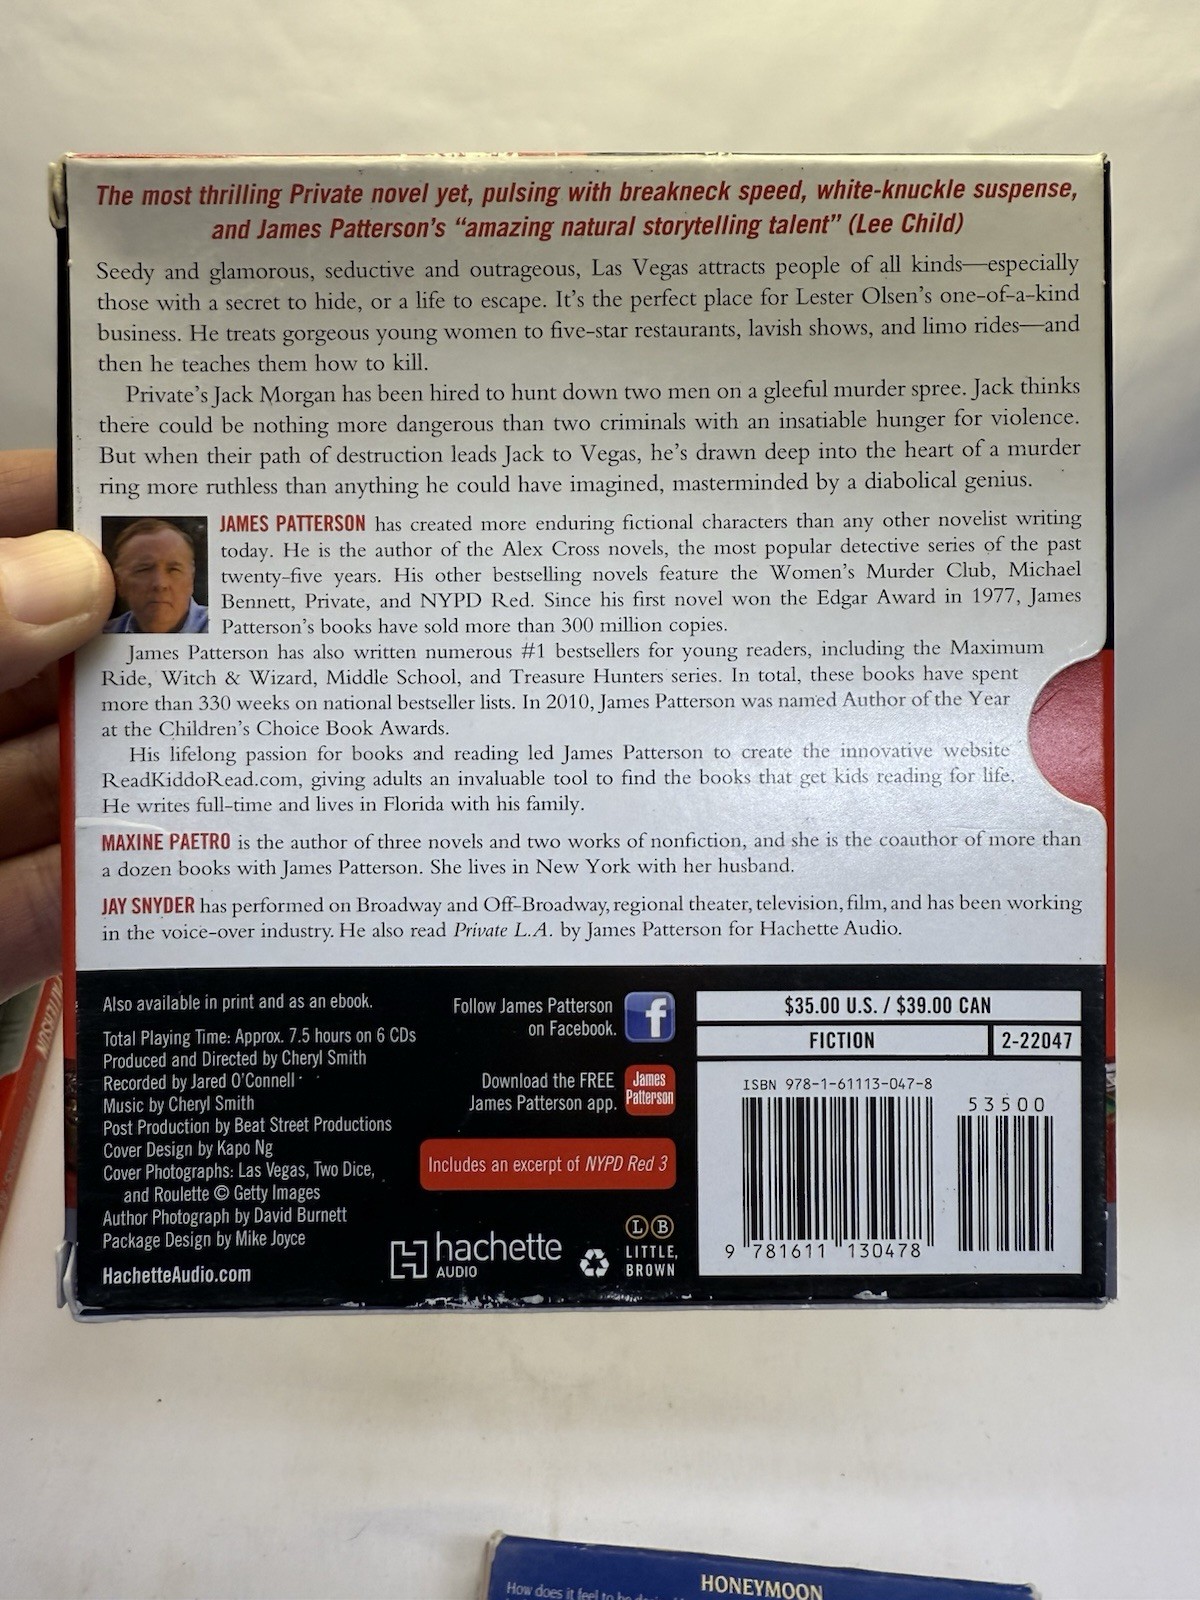 The most thrilling Private novel yet, pulsing with breakneck speed, white-knuckle suspense,
and James Patterson's “amazing natural storytelling talent” (Lee Child)
Seedy and glamorous, seductive and outrageous, Las Vegas attracts people of all kinds—especially
those with a secret to hide, or a life to escape. It's the perfect place for Lester Olsen's one-of-a-kind
business. He treats gorgeous young women to five-star restaurants, lavish shows, and limo rides—and
then he teaches them how to kill.
Private's Jack Morgan has been hired to hunt down two men on a gleeful murder spree. Jack thinks
there could be nothing more dangerous than two criminals with an insatiable hunger for violence.
But when their path of destruction leads Jack to Vegas, he's drawn deep into the heart of a murder
ring more ruthless than anything he could have imagined, masterminded by a diabolical genius.
JAMES PATTERSON has created more enduring fictional characters than any other novelist writing
today. He is the author of the Alex Cross novels, the most popular detective series of the past
twenty-five years. His other bestselling novels feature the Women's Murder Club, Michael
Bennett, Private, and NYPD Red. Since his first novel won the Edgar Award in 1977, James
Patterson's books have sold more than 300 million copies.
James Patterson has also written numerous #1 bestsellers for young readers, including the Maximum
Ride, Witch & Wizard, Middle School, and Treasure Hunters series. In total, these books have spent
more than 330 weeks on national bestseller lists. In 2010, James Patterson was named Author of the Year
at the Children's Choice Book Awards.
His lifelong passion for books and reading led James Patterson to create the innovative website
ReadKiddoRead.com, giving adults an invaluable tool to find the books that get kids reading for life.
He writes full-time and lives in Florida with his family.
MAXINE PAETRO is the author of three novels and two works of nonfiction, and she is the coauthor of more than
a dozen books with James Patterson. She lives in New York with her husband.
JAY SNYDER has performed on Broadway and Off-Broadway, regional theater, television, film, and has been working
in the voice-over industry. He also read Private L.A. by James Patterson for Hachette Audio.
Also available in print and as an ebook.
Total Playing Time: Approx. 7.5 hours on 6 CDs
Produced and Directed by Cheryl Smith
Recorded by Jared O'Connell
Music by Cheryl Smith
Post Production by Beat Street Productions
Cover Design by Kapo Ng
Cover Photographs: Las Vegas, Two Dice,
and Roulette © Getty Images
Author Photograph by David Burnett
Package Design by Mike Joyce
HachetteAudio.com
Follow James Patterson
on Facebook.
f
Download the FREE
James Patterson app.
James
Patterson
Includes an excerpt of NYPD Red 3
hachette
AUDIO
L B
LITTLE,
BROWN
$35.00 U.S. / $39.00 CAN
FICTION
2-22047
ISBN 978-1-61113-047-8
53500
9 781611 130478
PATTERSON
HONEYMOON
How does it feel to be